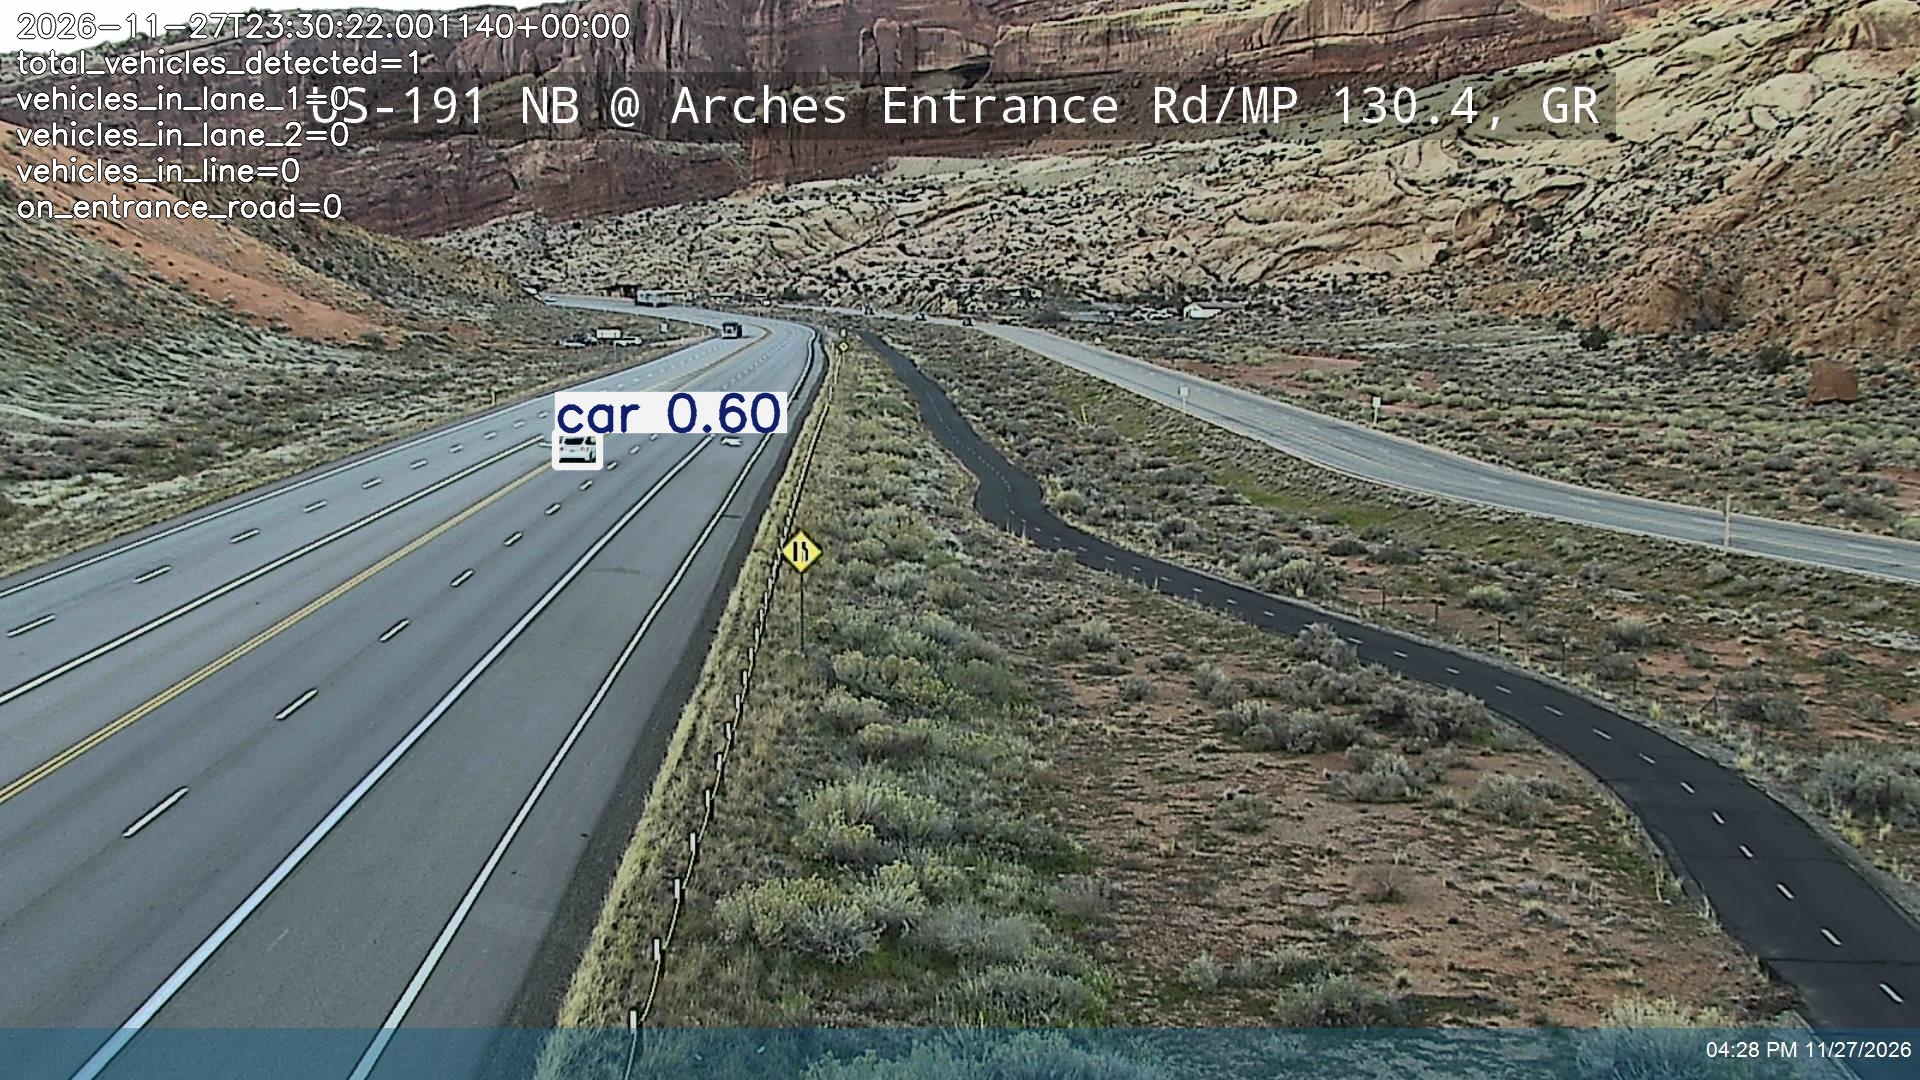 2026-11-27T23:30:22.001140+00:00
total_vehicles_detected=1
vehicles_in_lane_1=0
US-191 NB @ Arches Entrance Rd/MP 130.4, GR
vehicles_in_lane_2=0
vehicles_in_line=0
on_entrance_road=0
car 0.60
04:28 PM 11/27/2026